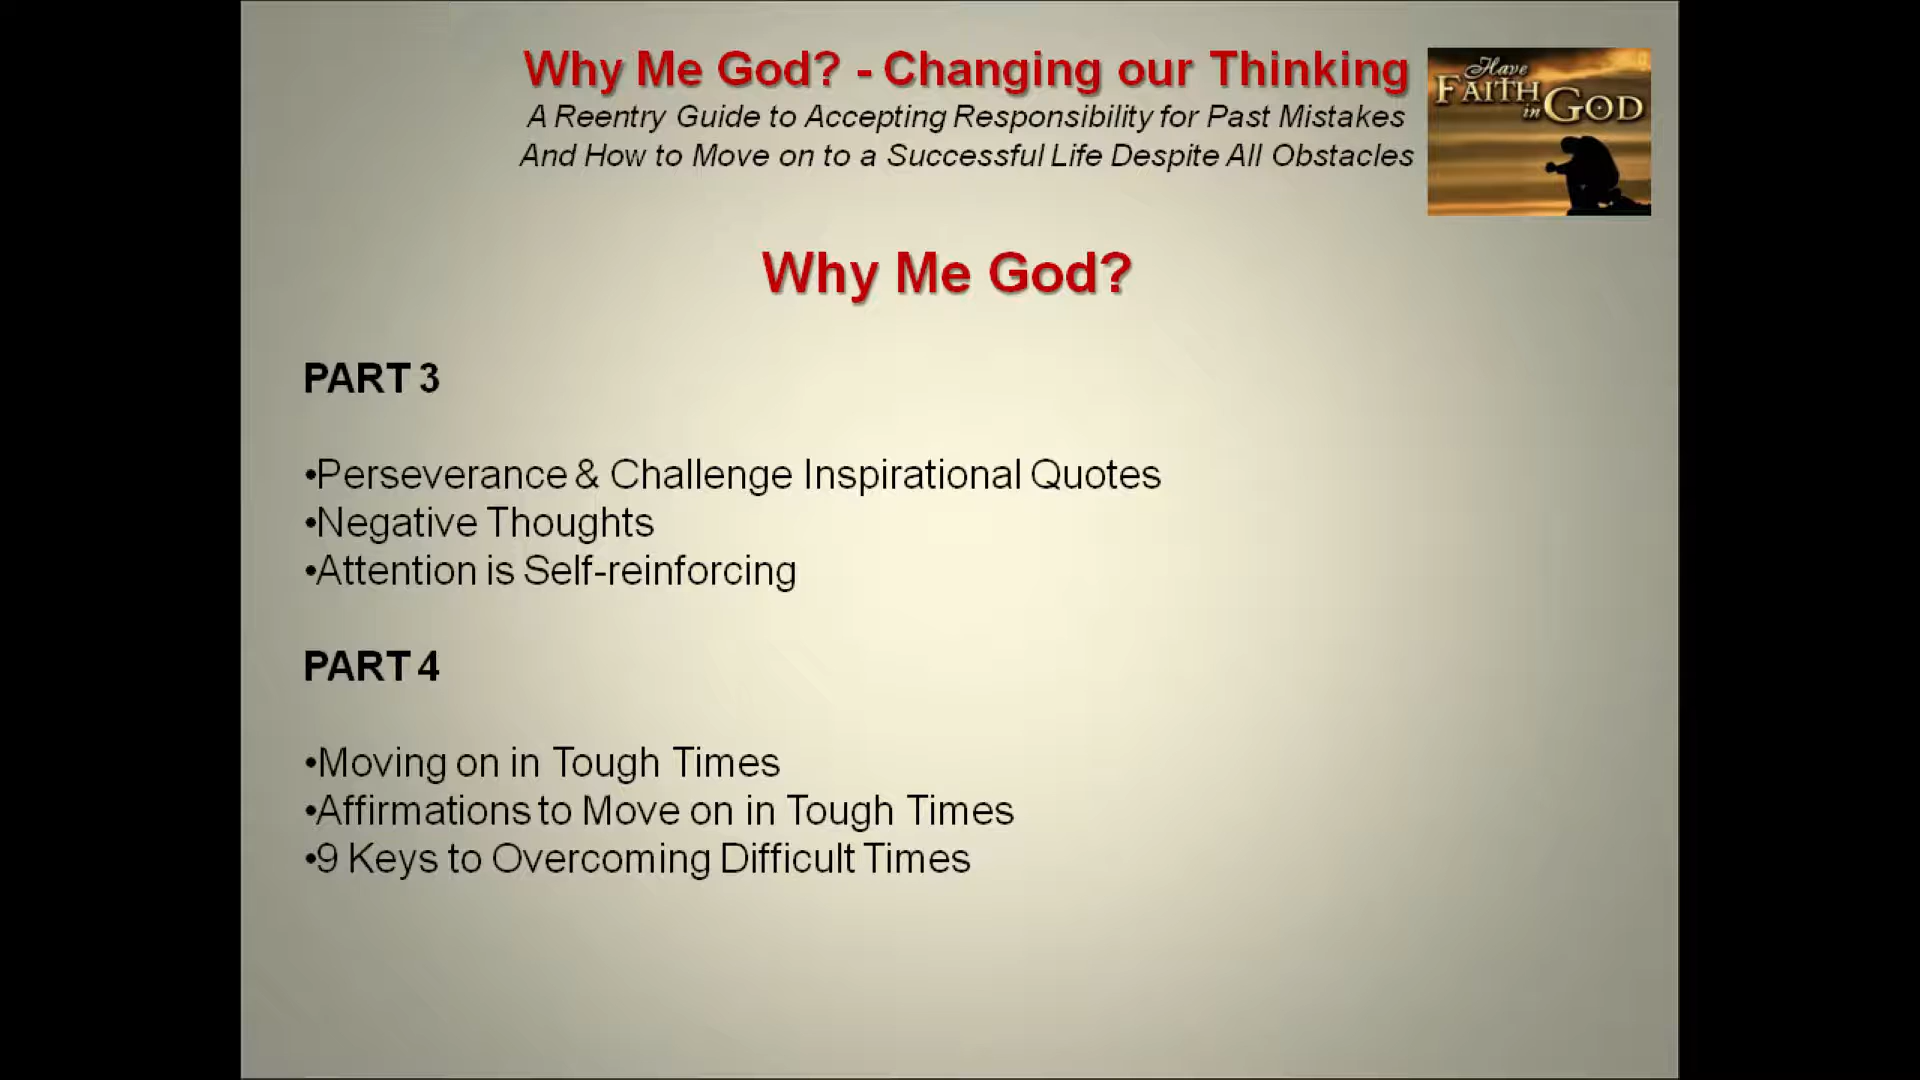 Why Me God? - Changing our Thinking
A Reentry Guide to Accepting Responsibility for Past Mistakes
And How to Move on to a Successful Life Despite All Obstacles
Have
FAITH
in GOD
Why Me God?
PART 3
•Perseverance & Challenge Inspirational Quotes
•Negative Thoughts
•Attention is Self-reinforcing
PART 4
•Moving on in Tough Times
•Affirmations to Move on in Tough Times
•9 Keys to Overcoming Difficult Times